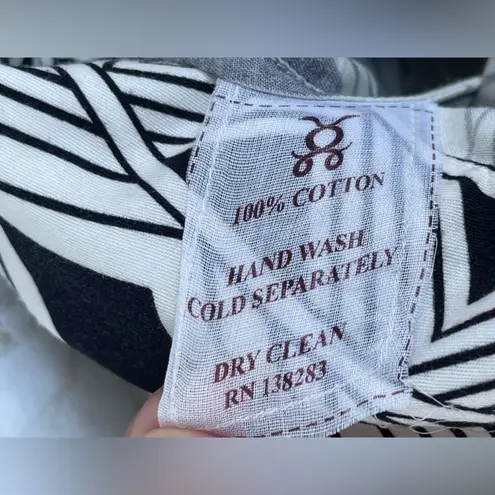 100% COTTON
HAND WASH
COLD SEPARATELY
DRY CLEAN
RN 138283